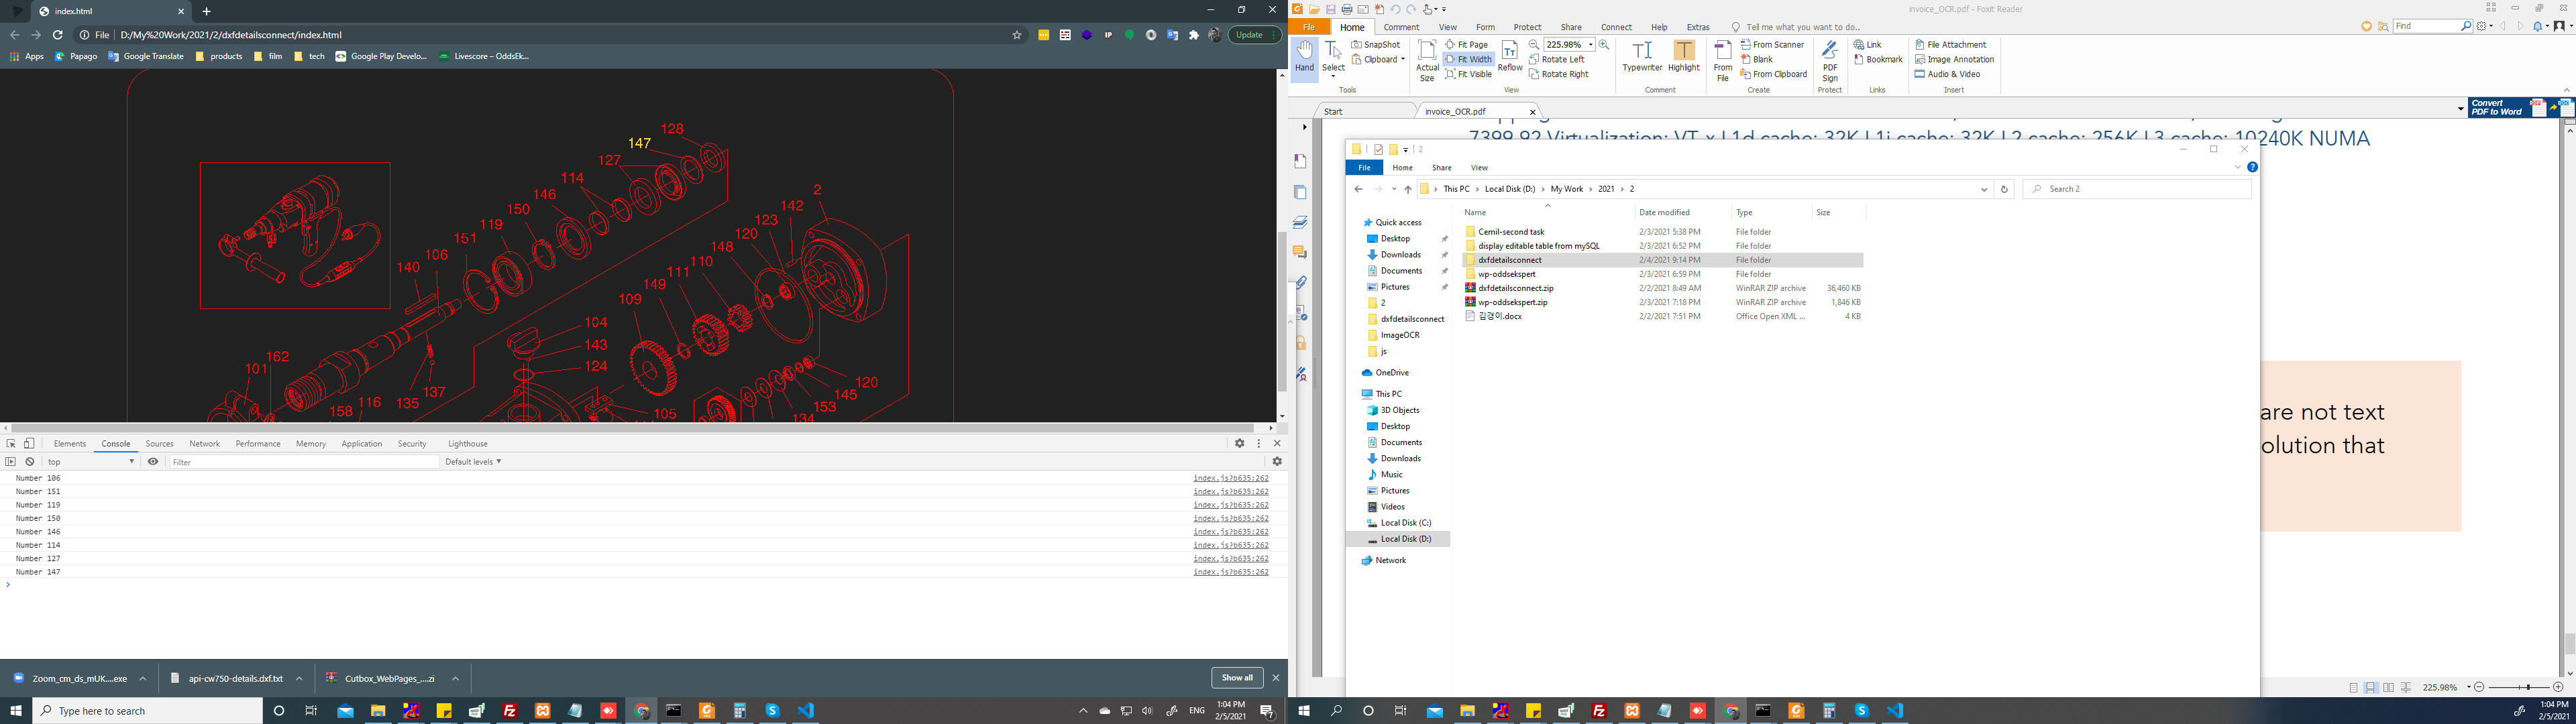 index.html
File D:/My%20Work/2021/2/dxfdetailsconnect/index.html
Update
Apps Papago Google Translate products film tech Google Play Develo... Livescore – OddsEk...
128
147
127
114
146
150
119
151
106
140
2
142
123
120
148
110
111
149
109
104
143
124
162
101
137
135
116
158
105
120
145
153
134
Elements Console Sources Network Performance Memory Application Security Lighthouse
top Filter Default levels
Number 106 index.js?b635:262
Number 151 index.js?b635:262
Number 119 index.js?b635:262
Number 150 index.js?b635:262
Number 146 index.js?b635:262
Number 114 index.js?b635:262
Number 127 index.js?b635:262
Number 147 index.js?b635:262
Zoom_cm_ds_mUK....exe api-cw750-details.dxf.txt Cutbox_WebPages_....zi Show all
Type here to search
ENG 1:04 PM
2/5/2021
invoice_OCR.pdf - Foxit Reader
File Home Comment View Form Protect Share Connect Help Extras Tell me what you want to do.. Find
Hand Select SnapShot Clipboard
Tools
Actual Size Fit Page Fit Width Fit Visible Reflow 225.98% Rotate Left Rotate Right
View
Typewriter Highlight
Comment
From File From Scanner Blank From Clipboard
Create
PDF Sign
Protect
Link Bookmark
Links
File Attachment Image Annotation Audio & Video
Insert
Start invoice_OCR.pdf
Convert
PDF to Word
7399.92 Virtualization: VT-x L1d cache: 32K L1i cache: 32K L2 cache: 256K L3 cache: 10240K NUMA
2
File Home Share View
This PC Local Disk (D:) My Work 2021 2 Search 2
Name Date modified Type Size
Cemil-second task 2/3/2021 5:38 PM File folder
display editable table from mySQL 2/3/2021 6:52 PM File folder
dxfdetailsconnect 2/4/2021 9:14 PM File folder
wp-oddsekspert 2/3/2021 6:59 PM File folder
dxfdetailsconnect.zip 2/2/2021 8:49 AM WinRAR ZIP archive 36,460 KB
wp-oddsekspert.zip 2/3/2021 7:18 PM WinRAR ZIP archive 1,846 KB
김경이.docx 2/2/2021 7:51 PM Office Open XML ... 4 KB
Quick access
Desktop
Downloads
Documents
Pictures
2
dxfdetailsconnect
ImageOCR
js
OneDrive
This PC
3D Objects
Desktop
Documents
Downloads
Music
Pictures
Videos
Local Disk (C:)
Local Disk (D:)
Network
are not text
olution that
225.98%
1:04 PM
2/5/2021